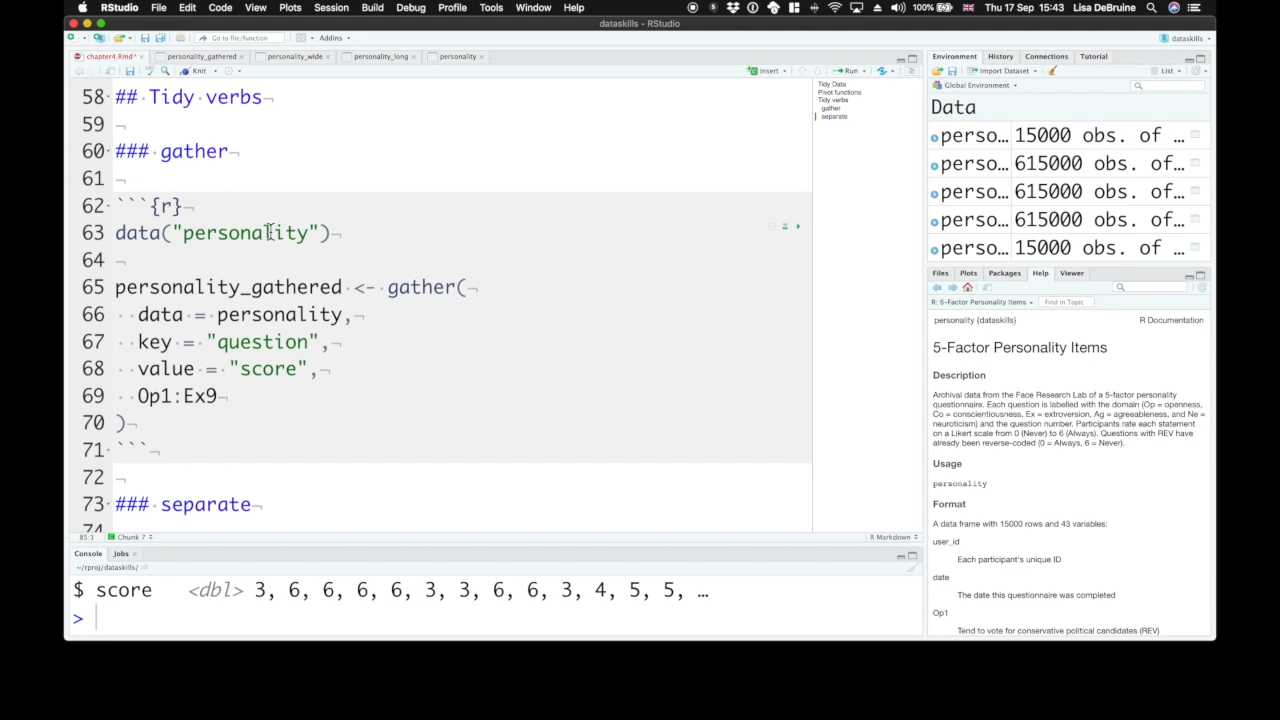 RStudio File Edit Code View Plots Session Build Debug Profile Tools Window Help 100% Thu 17 Sep 15:43 Lisa DeBruine
dataskills - RStudio
Go to file/function Addins dataskills
chapter4.Rmd* personality_gathered personality_wide personality_long personality
Knit Insert Run
58 ## Tidy verbs¬
59 ¬
60 ### gather¬
61 ¬
62 ```{r}¬
63 data("personality")¬
64 ¬
65 personality_gathered <- gather(¬
66 data = personality,¬
67 key = "question",¬
68 value = "score",¬
69 Op1:Ex9¬
70 )¬
71 ```¬
72 ¬
73 ### separate¬
74
85:1 Chunk 7 R Markdown
Tidy Data
Pivot functions
Tidy verbs
gather
separate
Console Jobs
~/rproj/dataskills/
$ score <dbl> 3, 6, 6, 6, 6, 3, 3, 6, 6, 3, 4, 5, 5, …
>
Environment History Connections Tutorial
Import Dataset List
Global Environment
Data
perso… 15000 obs. of …
perso… 615000 obs. of…
perso… 615000 obs. of…
perso… 615000 obs. of…
perso… 15000 obs. of …
Files Plots Packages Help Viewer
R: 5-Factor Personality Items Find in Topic
personality {dataskills} R Documentation
5-Factor Personality Items
Description
Archival data from the Face Research Lab of a 5-factor personality
questionnaire. Each question is labelled with the domain (Op = openness,
Co = conscientiousness, Ex = extroversion, Ag = agreeableness, and Ne =
neuroticism) and the question number. Participants rate each statement
on a Likert scale from 0 (Never) to 6 (Always). Questions with REV have
already been reverse-coded (0 = Always, 6 = Never).
Usage
personality
Format
A data frame with 15000 rows and 43 variables:
user_id
Each participant's unique ID
date
The date this questionnaire was completed
Op1
Tend to vote for conservative political candidates (REV)